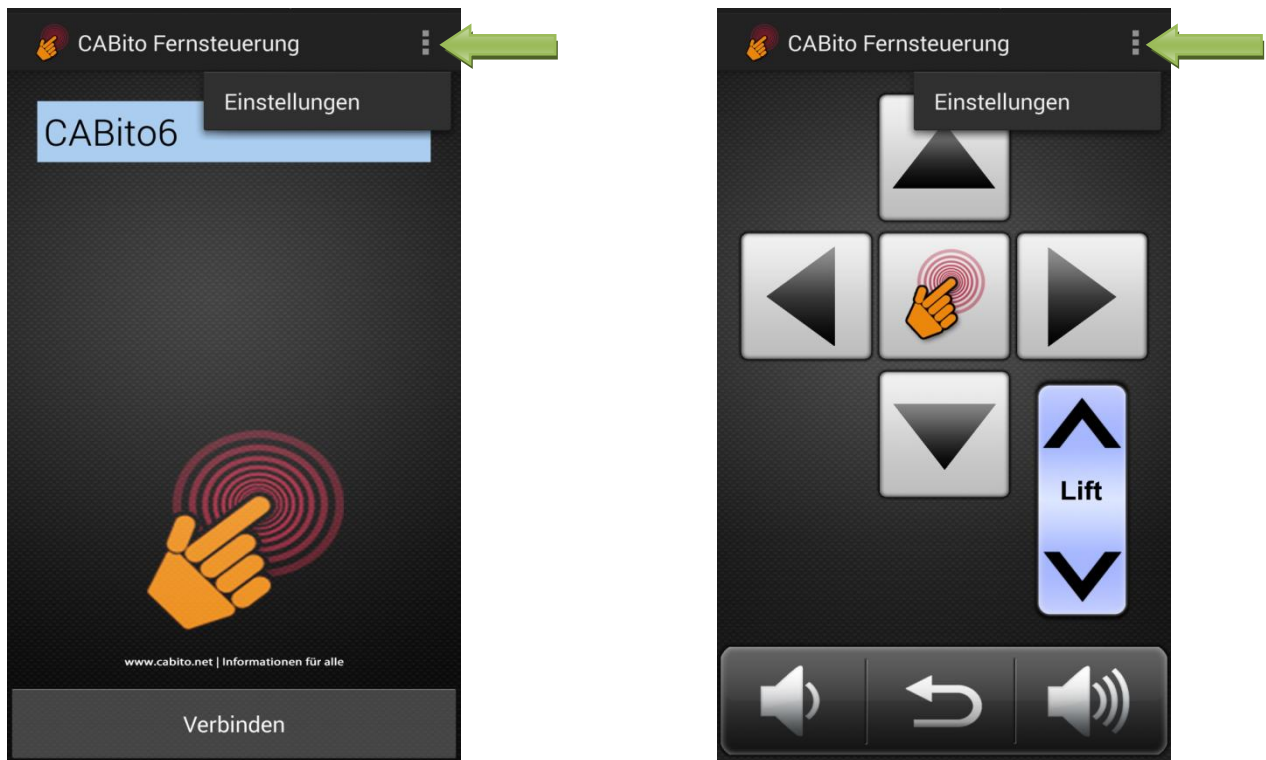 CABito Fernsteuerung
Einstellungen
CABito6
www.cabito.net | Informationen für alle
Verbinden
CABito Fernsteuerung
Einstellungen
Lift